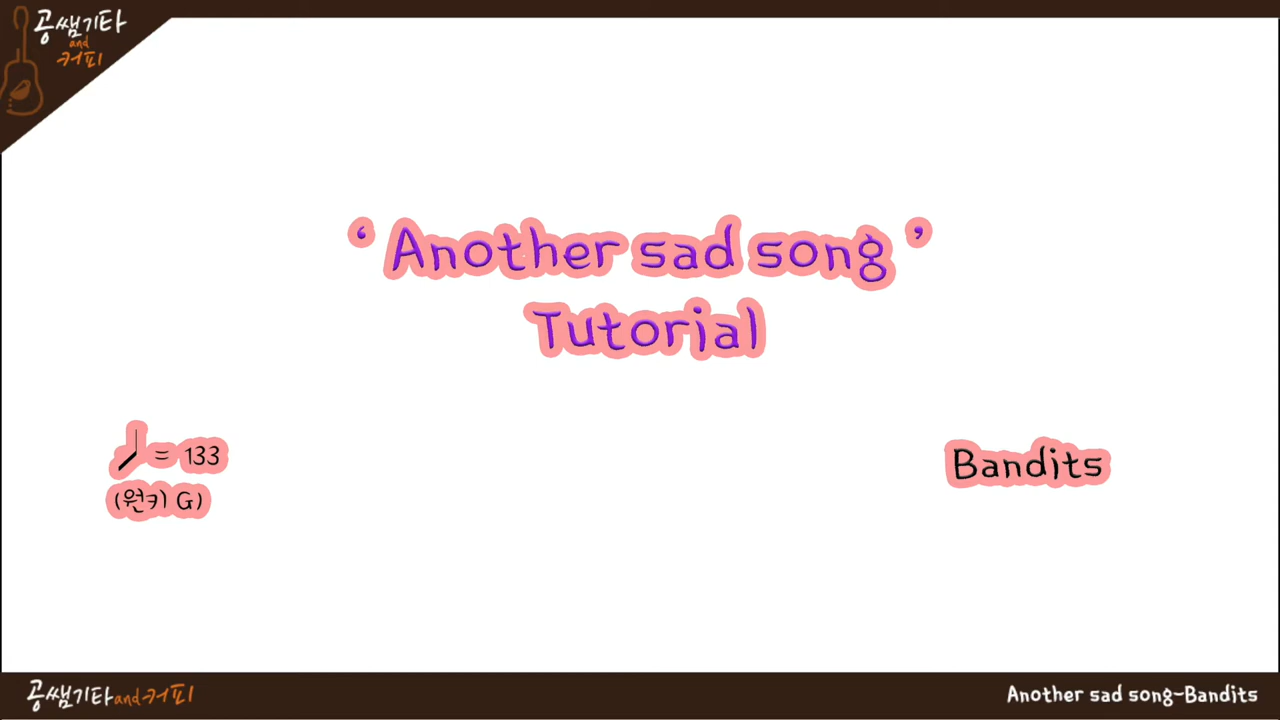 공쌤기타
and
커피
‘ Another sad song ’
Tutorial
♩ = 133
(원키 G)
Bandits
공쌤기타and커피
Another sad song-Bandits